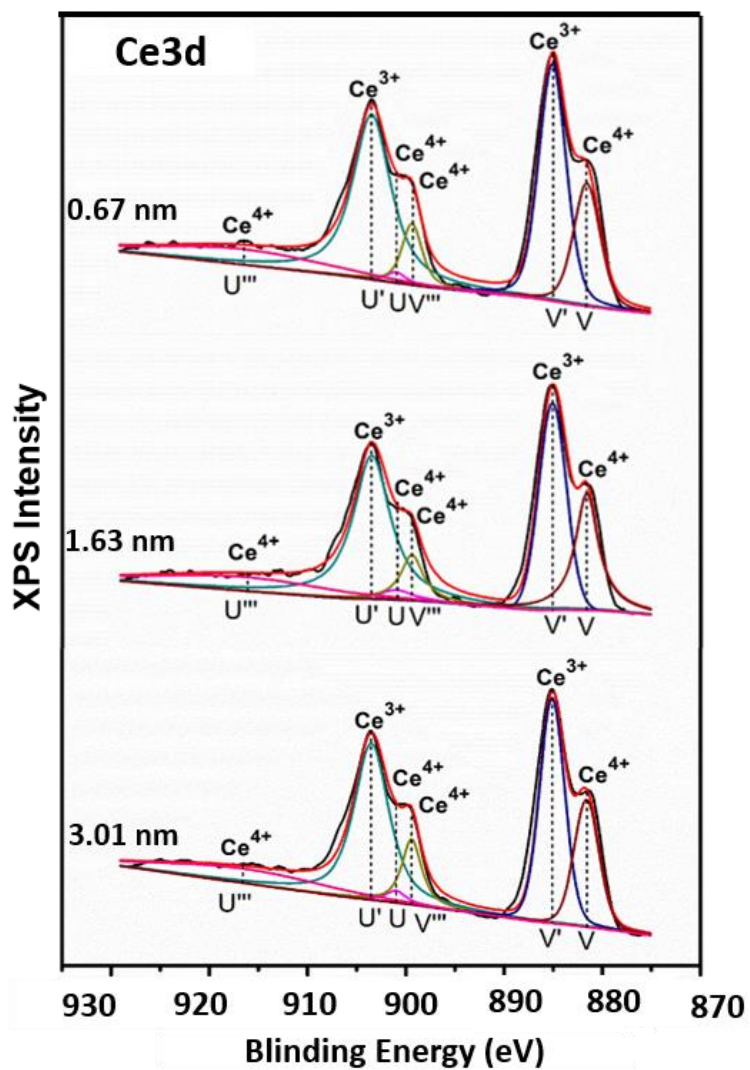 Ce3d
Ce3+
Ce3+
Ce4+
Ce4+
Ce4+
0.67 nm
Ce4+
U'''
U' U V'''
V' V
Ce3+
Ce3+
Ce4+
Ce4+
Ce4+
1.63 nm
Ce4+
U'''
U' U V'''
V' V
Ce3+
Ce3+
Ce4+
Ce4+
Ce4+
3.01 nm
Ce4+
U'''
U' U V'''
V' V
XPS Intensity
930 920 910 900 890 880 870
Blinding Energy (eV)